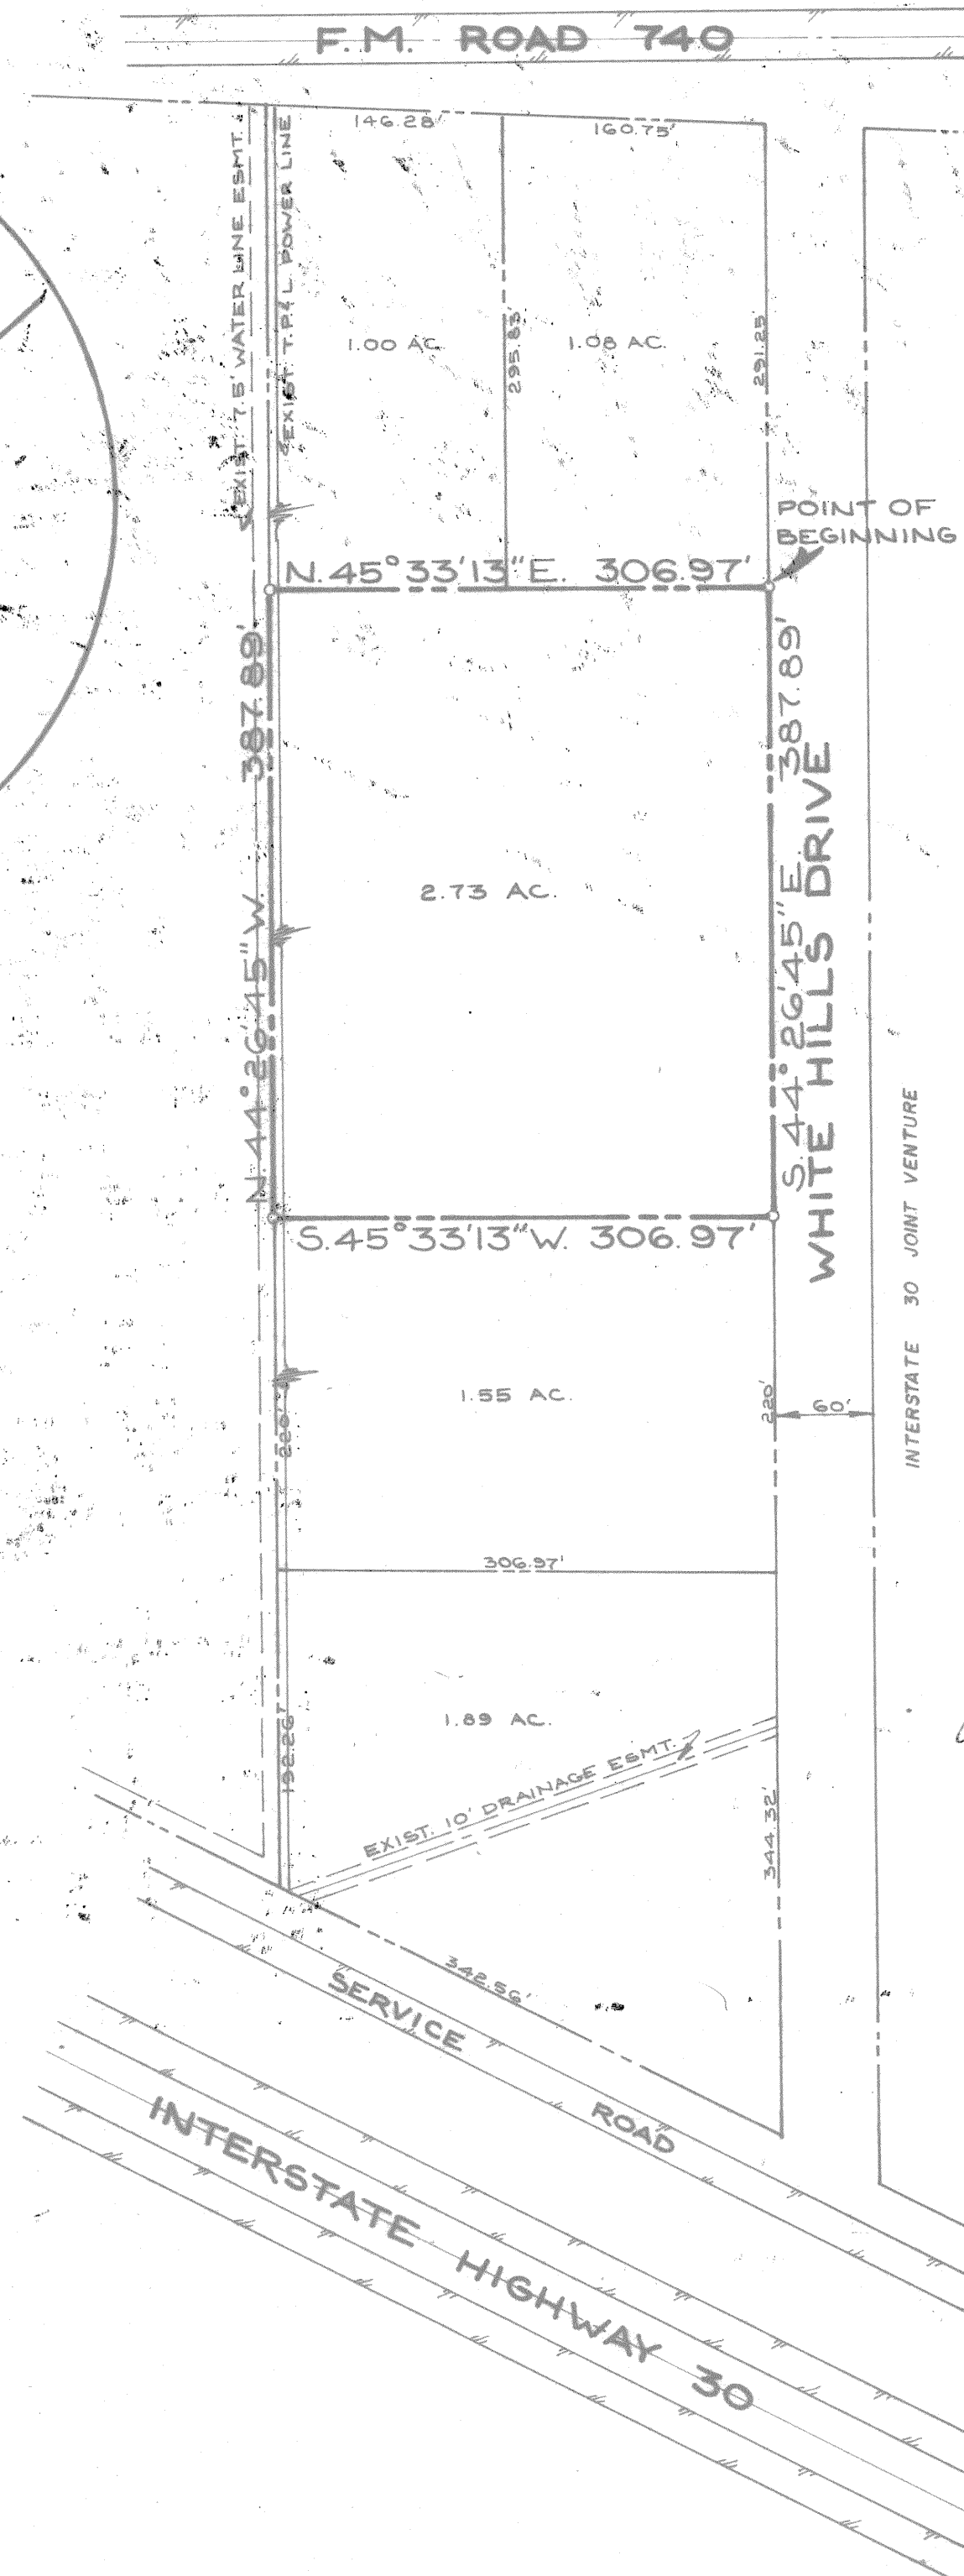 F.M. ROAD 740
146.28'
160.75'
EXIST. 7.5' WATER LINE ESMT.
EXIST. T.P.&L. POWER LINE
1.00 AC.
295.83'
1.08 AC.
291.25'
POINT OF
BEGINNING
N. 45°33'13" E. 306.97'
N. 44°26'45" W. 387.89'
2.73 AC.
S. 44°26'45" E. 387.89'
WHITE HILLS DRIVE
S. 45°33'13" W. 306.97'
INTERSTATE 30 JOINT VENTURE
1.55 AC.
220'
220'
60'
306.97'
1.89 AC.
192.26'
EXIST. 10' DRAINAGE ESMT.
344.32'
342.56'
SERVICE ROAD
INTERSTATE HIGHWAY 30